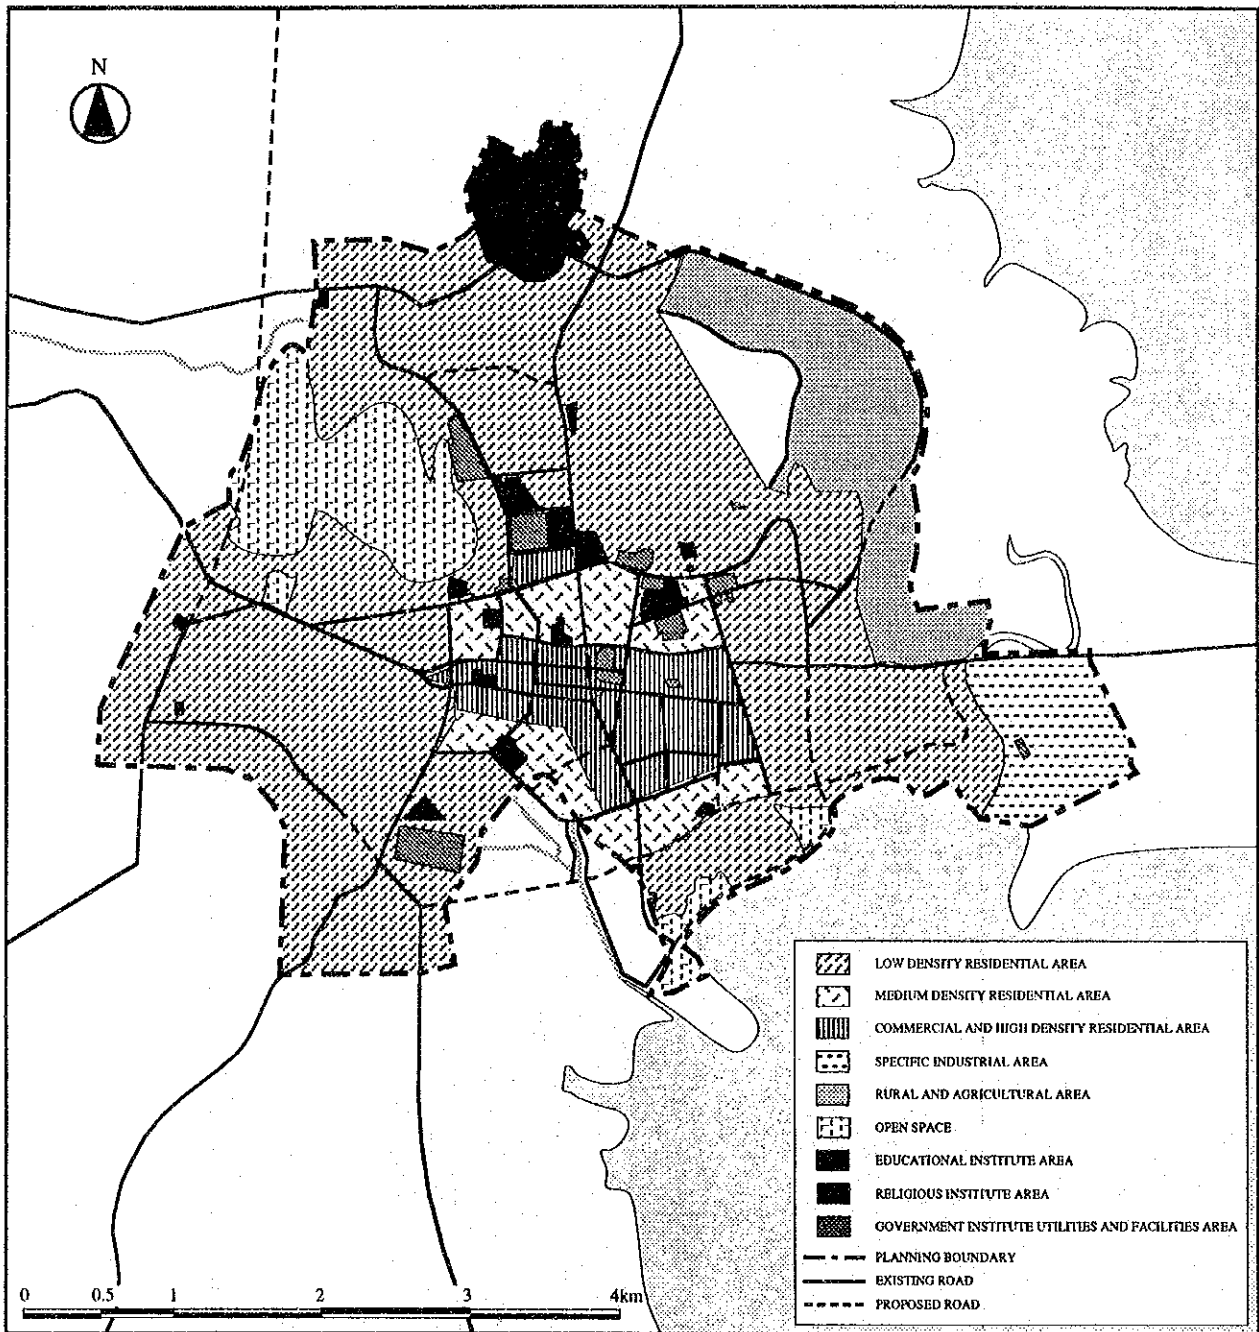 N
LOW DENSITY RESIDENTIAL AREA
MEDIUM DENSITY RESIDENTIAL AREA
COMMERCIAL AND HIGH DENSITY RESIDENTIAL AREA
SPECIFIC INDUSTRIAL AREA
RURAL AND AGRICULTURAL AREA
OPEN SPACE
EDUCATIONAL INSTITUTE AREA
RELIGIOUS INSTITUTE AREA
GOVERNMENT INSTITUTE UTILITIES AND FACILITIES AREA
PLANNING BOUNDARY
EXISTING ROAD
PROPOSED ROAD
0 0.5 1 2 3 4km